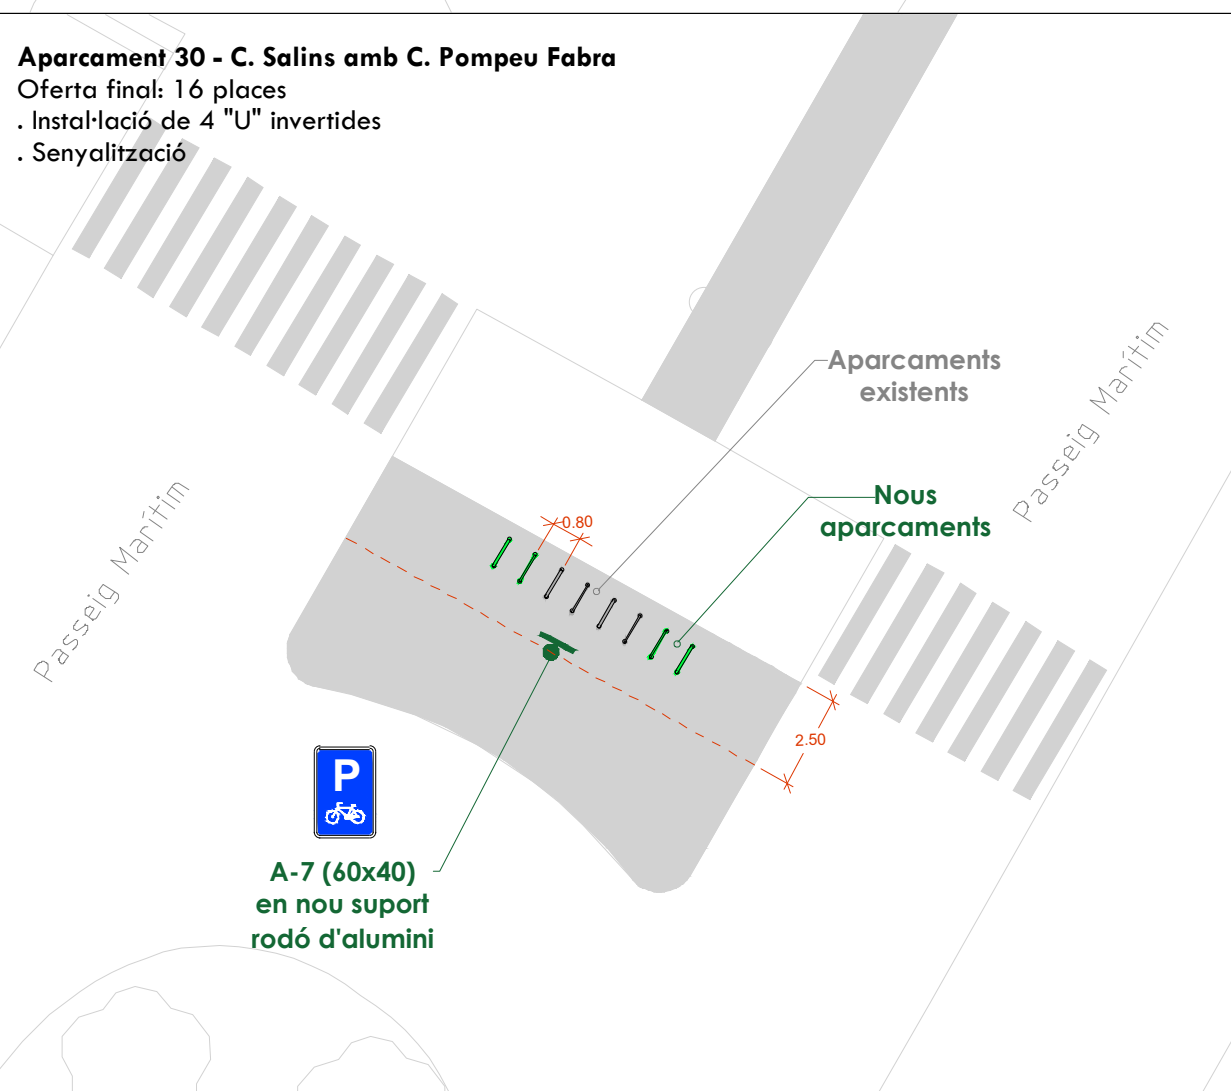 Aparcament 30 - C. Salins amb C. Pompeu Fabra
Oferta final: 16 places
. Instal·lació de 4 "U" invertides
. Senyalització
Aparcaments
existents
Passeig Marítim
Nous
aparcaments
0.80
Passeig Marítim
2.50
P
A-7 (60x40)
en nou suport
rodó d'alumini